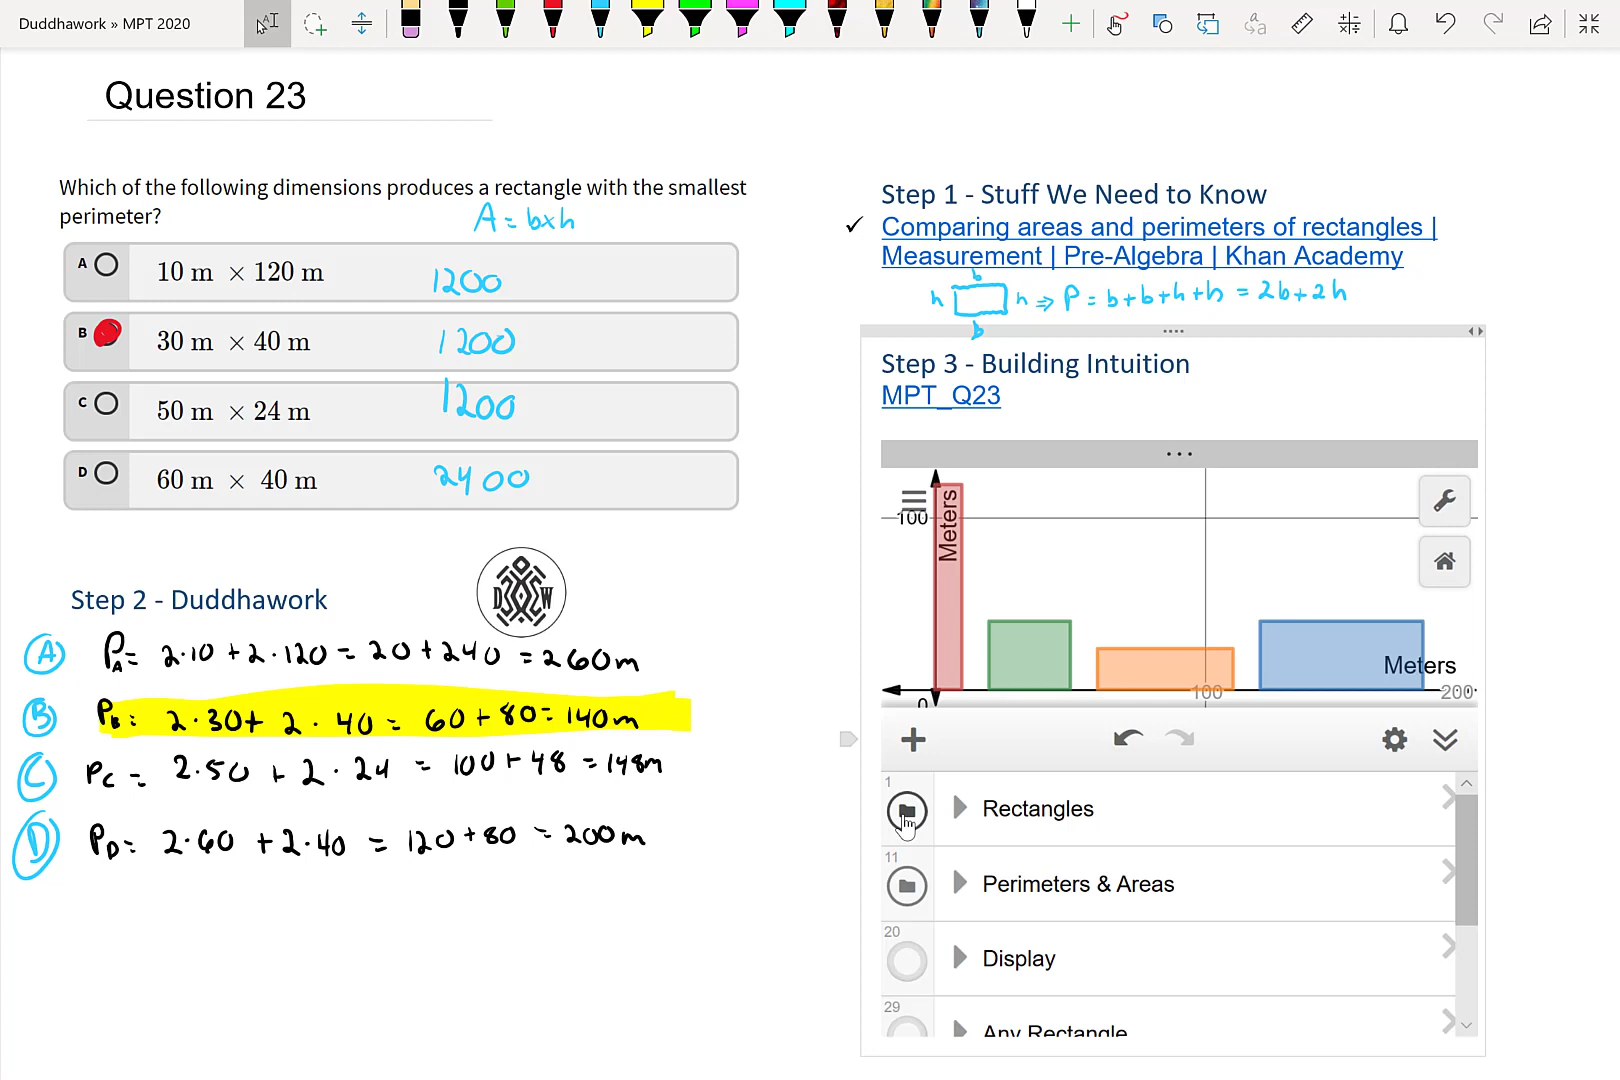 Duddhawork » MPT 2020
Question 23
Which of the following dimensions produces a rectangle with the smallest
perimeter?
A = b x h
A 10 m × 120 m 1200
B 30 m × 40 m 1200
C 50 m × 24 m 1200
D 60 m × 40 m 2400
Step 2 - Duddhawork
D W
A P_A = 2·10 + 2·120 = 20 + 240 = 260m
B P_B = 2·30 + 2·40 = 60 + 80 = 140m
C P_C = 2·50 + 2·24 = 100 + 48 = 148m
D P_D = 2·60 + 2·40 = 120 + 80 = 200m
Step 1 - Stuff We Need to Know
✓ Comparing areas and perimeters of rectangles |
Measurement | Pre-Algebra | Khan Academy
b
h h ⇒ P = b+b+h+h = 2b+2h
b
Step 3 - Building Intuition
MPT_Q23
100
Meters
Meters
0 100 200
1 Rectangles
11 Perimeters & Areas
20 Display
29 Any Rectangle